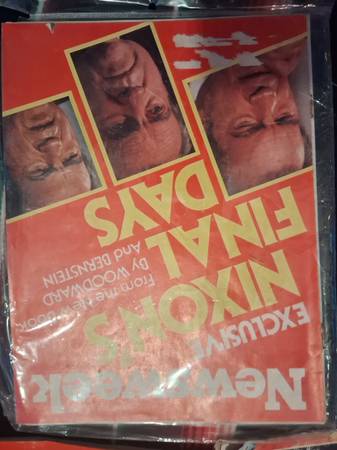 Newsweek
EXCLUSIVE
NIXON'S
FINAL
DAYS
From the New Book
By WOODWARD
And BERNSTEIN